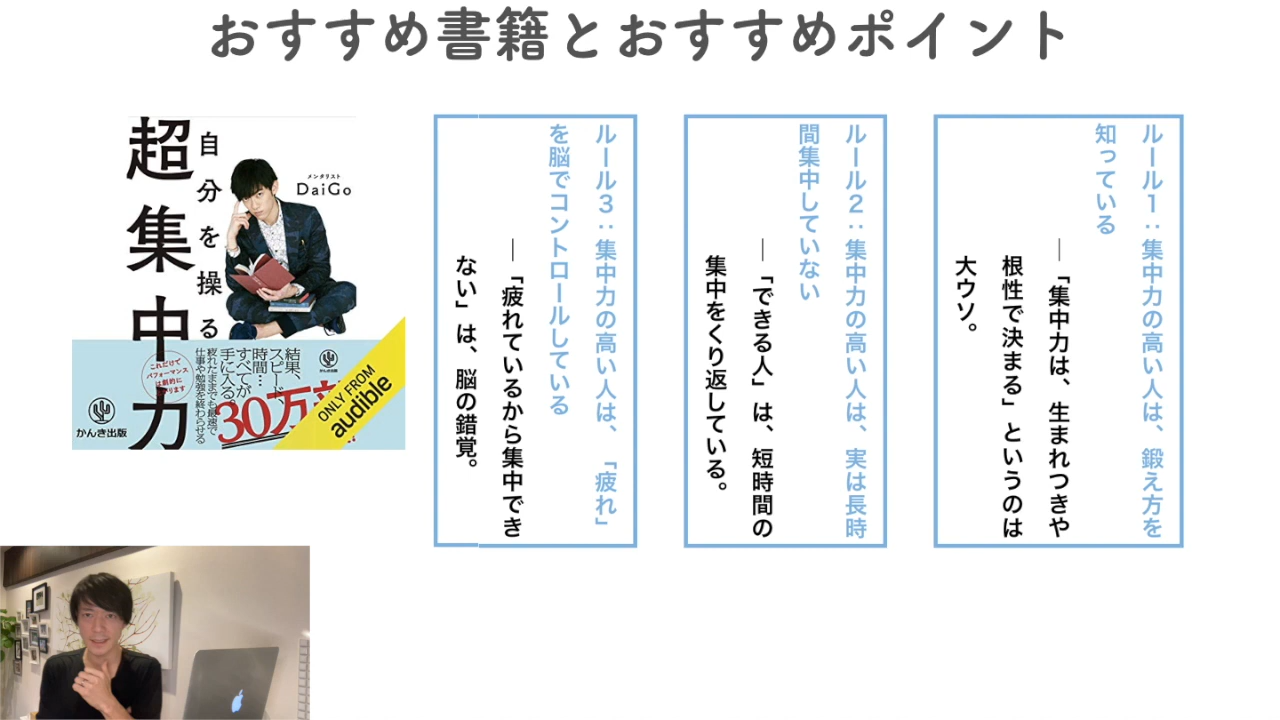 おすすめ書籍とおすすめポイント
ルール1：集中力の高い人は、鍛え方を
知っている
―「集中力は、生まれつきや
根性で決まる」というのは
大ウソ。
ルール2：集中力の高い人は、実は長時
間集中していない
―「できる人」は、短時間の
集中をくり返している。
ルール3：集中力の高い人は、「疲れ」
を脳でコントロールしている
―「疲れているから集中でき
ない」は、脳の錯覚。
自分を操る
超集中力
メンタリスト
DaiGo
かんき出版
結果、
スピード、
時間…
すべてが
手に入る。
30万
疲れたままでも最速で
仕事や勉強を終わらせる
これだけで
パフォーマンス
は劇的に
かんき出版
ONLY FROM
audible